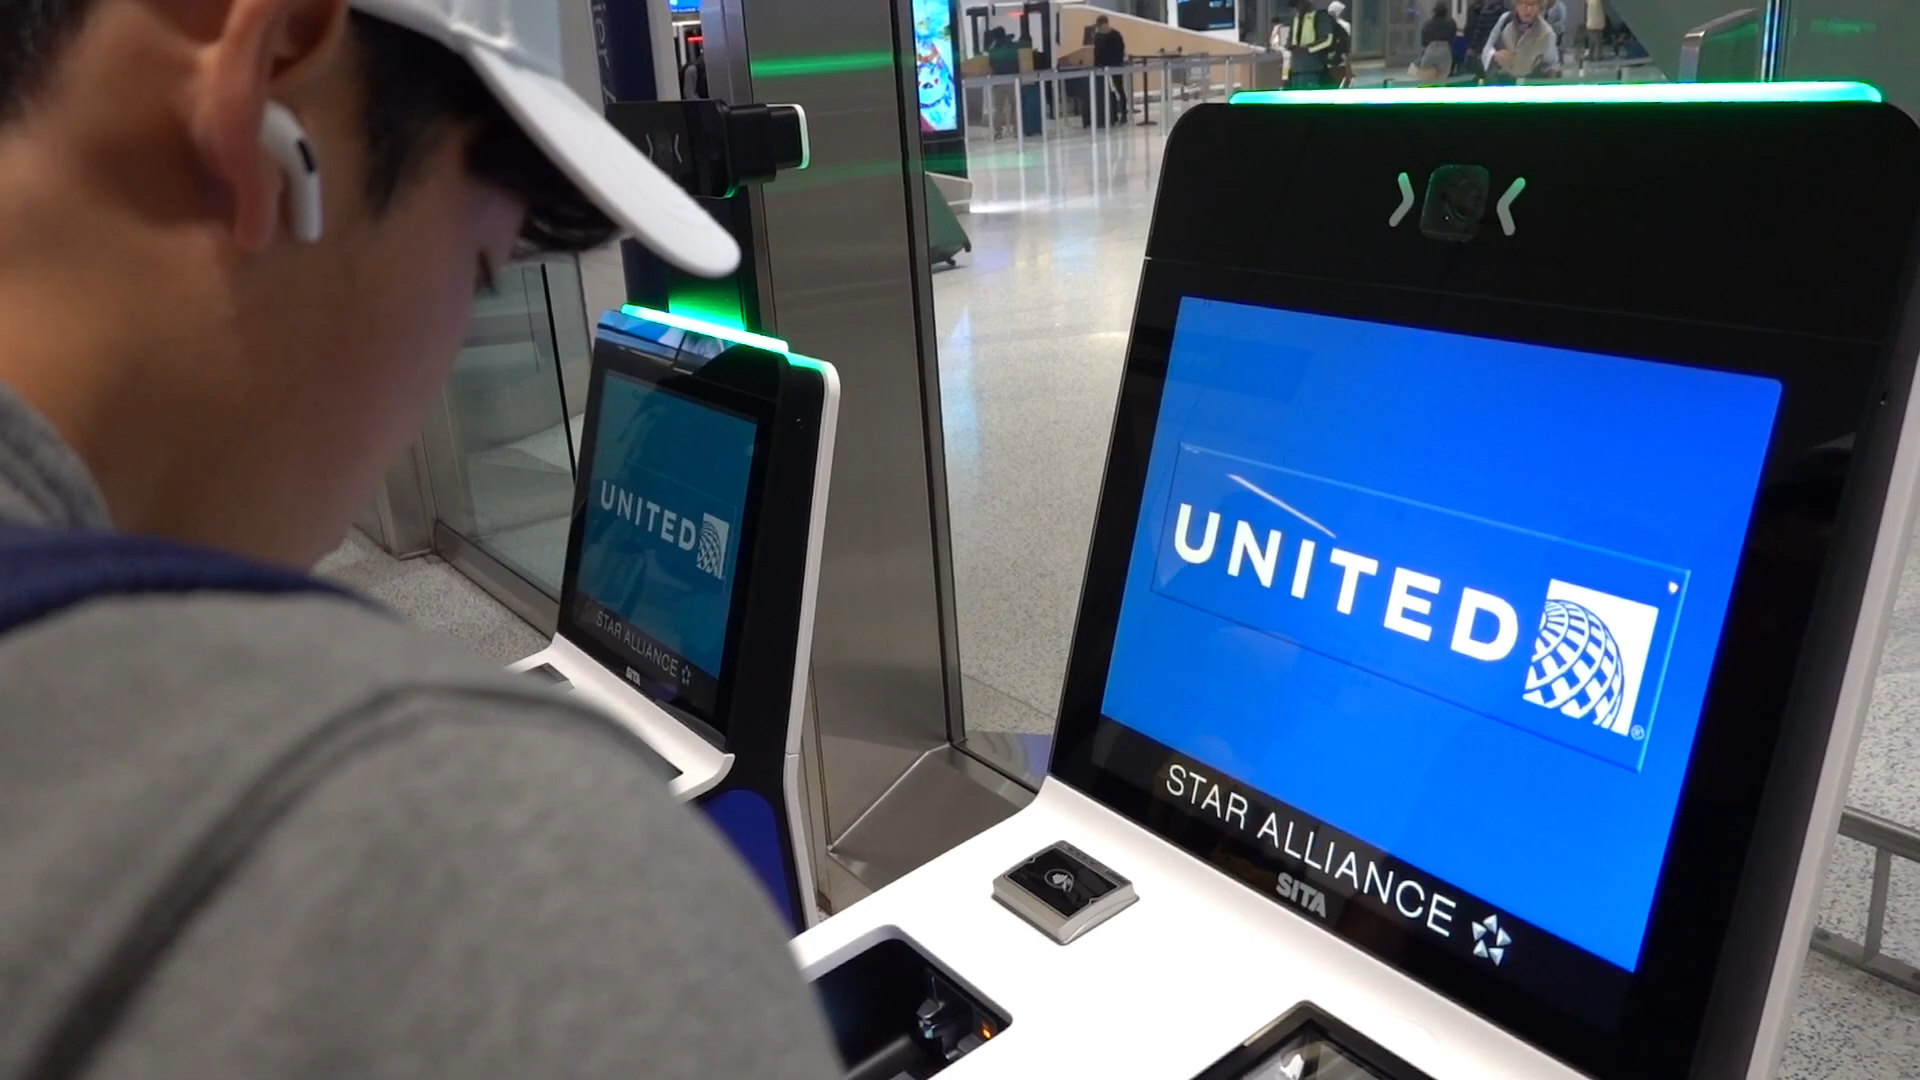 UNITED
STAR ALLIANCE
SITA
UNITED
®
STAR ALLIANCE
SITA